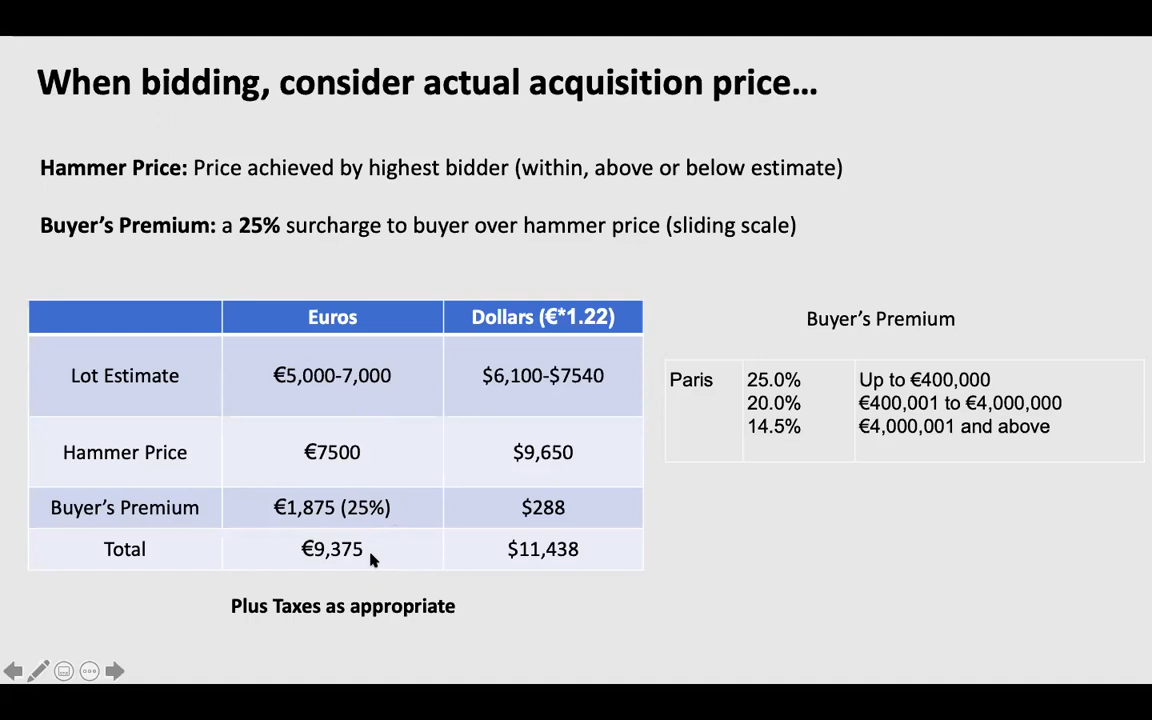 When bidding, consider actual acquisition price…
Hammer Price: Price achieved by highest bidder (within, above or below estimate)
Buyer’s Premium: a 25% surcharge to buyer over hammer price (sliding scale)
Euros Dollars (€*1.22)
Lot Estimate €5,000-7,000 $6,100-$7540
Hammer Price €7500 $9,650
Buyer’s Premium €1,875 (25%) $288
Total €9,375 $11,438
Plus Taxes as appropriate
Buyer’s Premium
Paris 25.0% Up to €400,000
20.0% €400,001 to €4,000,000
14.5% €4,000,001 and above